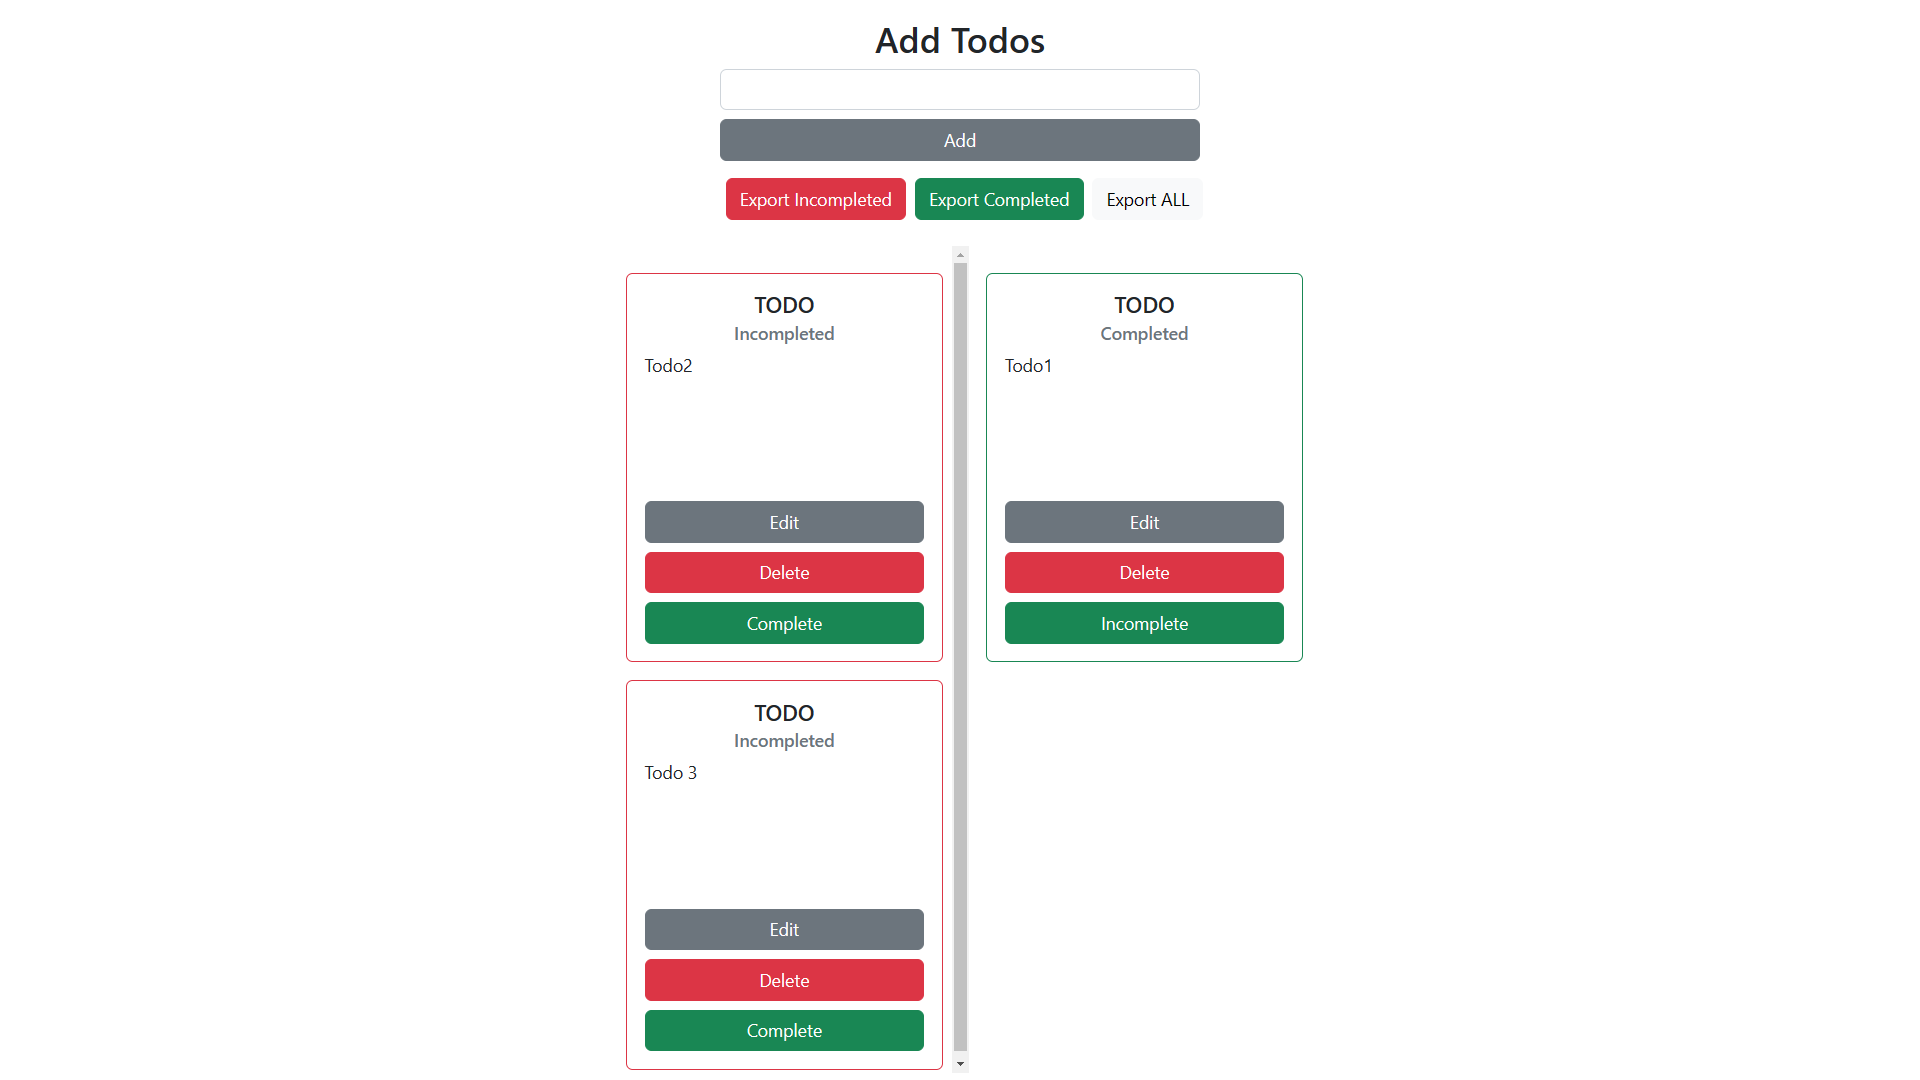 Add Todos
Add
Export Incompleted
Export Completed
Export ALL
TODO
Incompleted
Todo2
Edit
Delete
Complete
TODO
Incompleted
Todo 3
Edit
Delete
Complete
TODO
Completed
Todo1
Edit
Delete
Incomplete